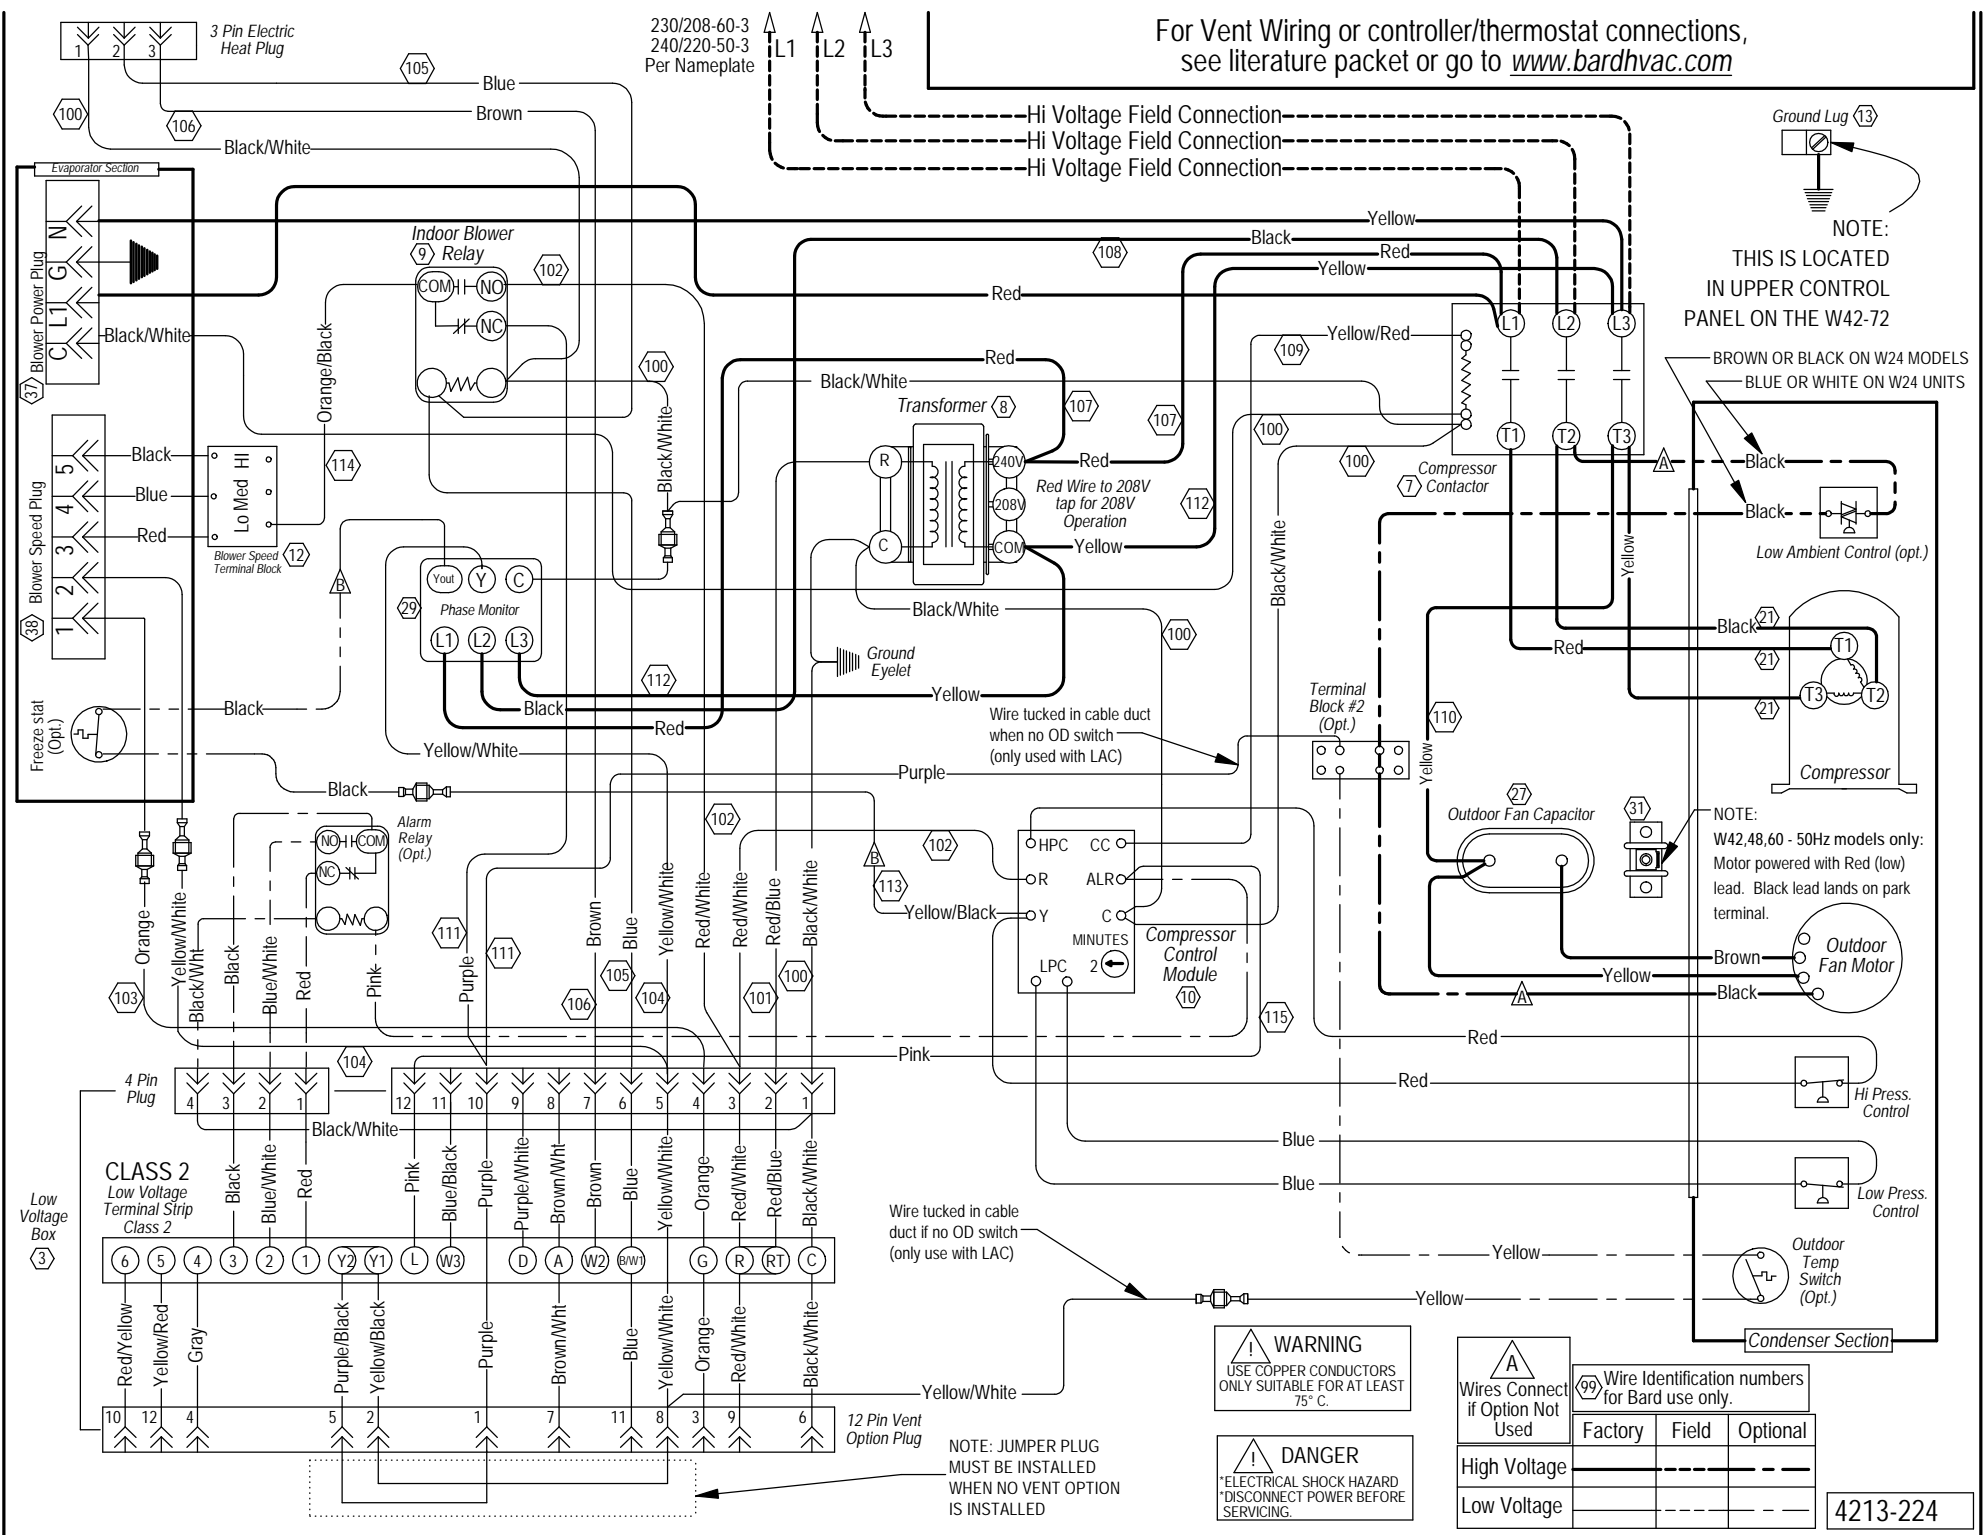 3 Pin Electric
Heat Plug
1 2 3
230/208-60-3
240/220-50-3
Per Nameplate
L1 L2 L3
For Vent Wiring or controller/thermostat connections,
see literature packet or go to www.bardhvac.com
105
Blue
100
106
Brown
Black/White
Hi Voltage Field Connection
Hi Voltage Field Connection
Hi Voltage Field Connection
Ground Lug 13
NOTE:
THIS IS LOCATED
IN UPPER CONTROL
PANEL ON THE W42-72
BROWN OR BLACK ON W24 MODELS
BLUE OR WHITE ON W24 UNITS
Evaporator Section
Blower Power Plug
N
G
L1
C
37
Black/White
Indoor Blower
9 Relay
COM NO
NC
102
Orange/Black
Yellow
108
Black
Red
Yellow
Red
Yellow/Red
109
L1 L2 L3
T1 T2 T3
7 Compressor
Contactor
100
Black/White
Red
Black/White
107
107
100
100
Blower Speed Plug
5
4
3
2
1
38
Black
Blue
Red
Lo Med HI
Blower Speed
Terminal Block
12
114
B
Transformer 8
R
C
240V
208V
COM
Red
Red Wire to 208V
tap for 208V
Operation
Yellow
112
A
Black
Black
Low Ambient Control (opt.)
Yout Y C
29
Phase Monitor
L1 L2 L3
112
Black/White
100
Black/White
Ground
Eyelet
Yellow
Black
Red
Yellow
Black
21
Red
21
21
T1
T3 T2
Compressor
Freeze stat
(Opt.)
Black
Yellow/White
Black
Wire tucked in cable duct
when no OD switch
(only used with LAC)
Purple
Terminal
Block #2
(Opt.)
110
Yellow
27
Outdoor Fan Capacitor
31
NOTE:
W42,48,60 - 50Hz models only:
Motor powered with Red (low)
lead. Black lead lands on park
terminal.
Alarm
Relay
(Opt.)
NO COM
NC
102
102
B
113
Yellow/Black
HPC CC
R ALR
Y C
MINUTES
LPC 2
Compressor
Control
Module
10
Outdoor
Fan Motor
Brown
Yellow
Black
A
Orange
Yellow/White
Black/Wht
Black
Blue/White
Red
Pink
111
Purple
111
Brown
Blue
Yellow/White
Red/White
Red/White
Red/Blue
Black/White
103
106
105
104
101
100
115
104
Pink
Red
Red
Hi Press.
Control
4 Pin
Plug
4 3 2 1
12 11 10 9 8 7 6 5 4 3 2 1
Black/White
Blue
Blue
Low Press.
Control
CLASS 2
Low Voltage
Terminal Strip
Class 2
Low
Voltage
Box
3
Black
Blue/White
Red
Pink
Blue/Black
Purple
Purple/White
Brown/Wht
Brown
Blue
Yellow/White
Orange
Red/White
Red/Blue
Black/White
6 5 4 3 2 1 Y2 Y1 L W3 D A W2 B/W1 G R RT C
Wire tucked in cable
duct if no OD switch
(only use with LAC)
Yellow
Outdoor
Temp
Switch
(Opt.)
Yellow
Condenser Section
Red/Yellow
Yellow/Red
Gray
Purple/Black
Yellow/Black
Purple
Brown/Wht
Blue
Yellow/White
Orange
Red/White
Black/White
Yellow/White
10 12 4 5 2 1 7 11 8 3 9 6
12 Pin Vent
Option Plug
NOTE: JUMPER PLUG
MUST BE INSTALLED
WHEN NO VENT OPTION
IS INSTALLED
! WARNING
USE COPPER CONDUCTORS
ONLY SUITABLE FOR AT LEAST
75° C.
! DANGER
*ELECTRICAL SHOCK HAZARD
*DISCONNECT POWER BEFORE
SERVICING.
A
Wires Connect
if Option Not
Used
99 Wire Identification numbers
for Bard use only.
Factory Field Optional
High Voltage
Low Voltage
4213-224